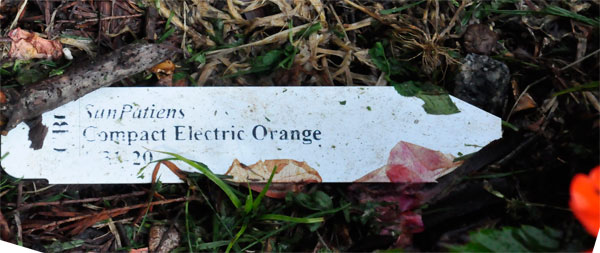 SunPatiens
Compact Electric Orange